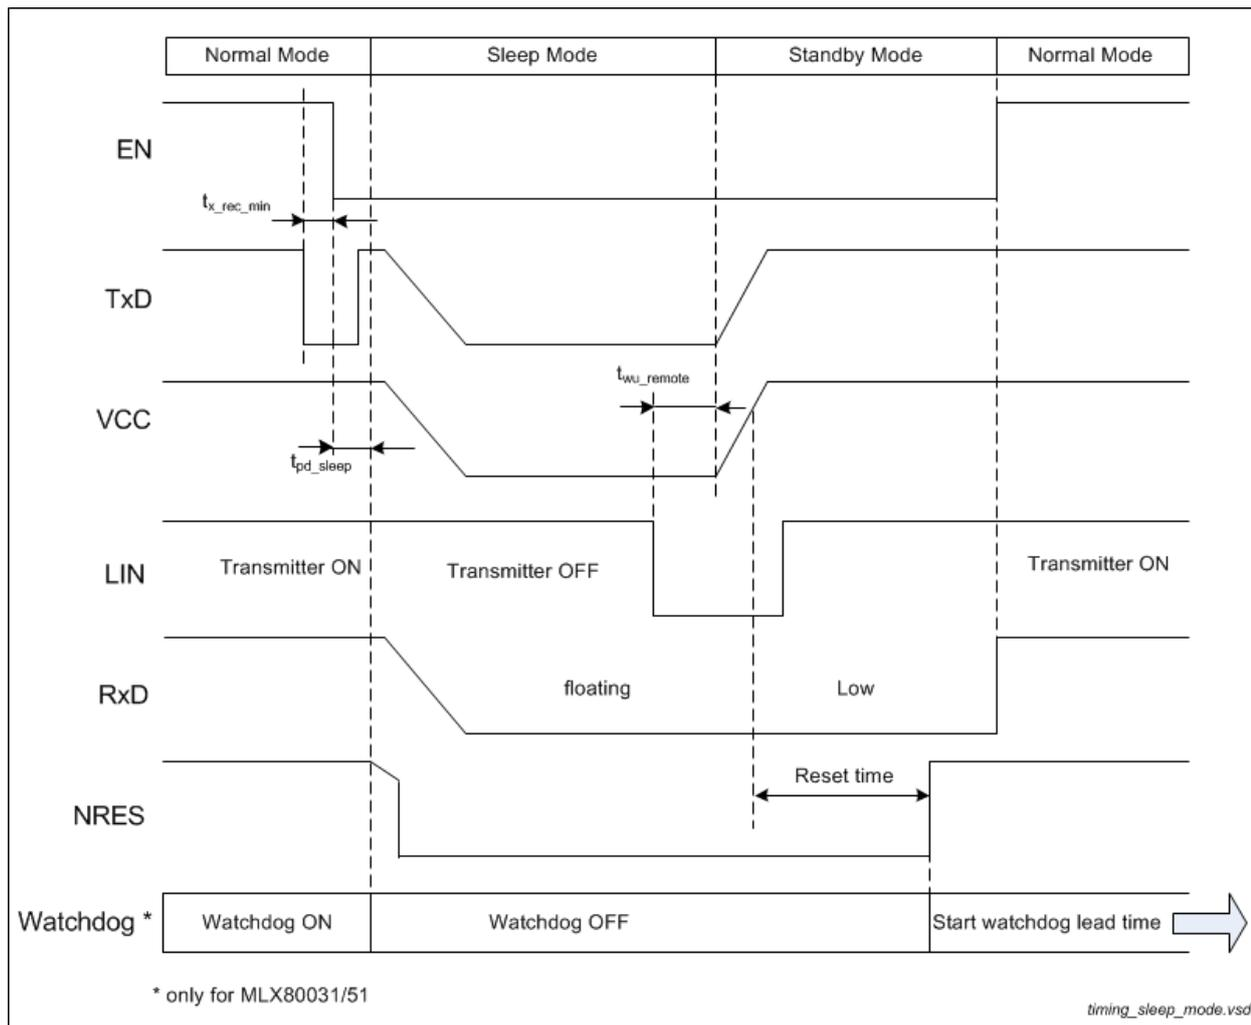 Normal Mode Sleep Mode Standby Mode Normal Mode
EN
tx_rec_min
TxD
twu_remote
VCC
tpd_sleep
LIN Transmitter ON Transmitter OFF Transmitter ON
RxD floating Low
Reset time
NRES
Watchdog * Watchdog ON Watchdog OFF Start watchdog lead time
* only for MLX80031/51
timing_sleep_mode.vsd